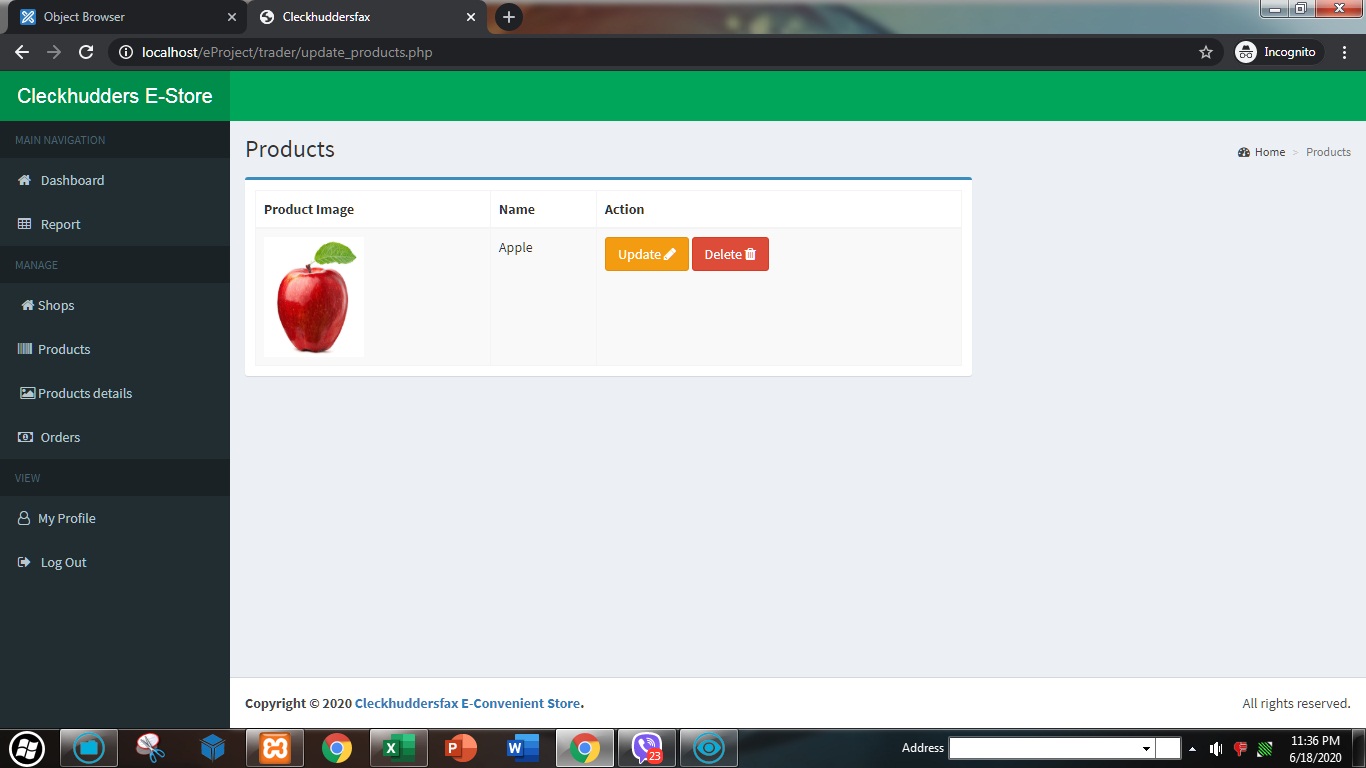 Object Browser
Cleckhuddersfax
localhost/eProject/trader/update_products.php
Incognito
Cleckhudders E-Store
MAIN NAVIGATION
Dashboard
Report
MANAGE
Shops
Products
Products details
Orders
VIEW
My Profile
Log Out
Products
Home > Products
Product Image Name Action
Apple Update Delete
Copyright © 2020 Cleckhuddersfax E-Convenient Store.
All rights reserved.
23
Address
11:36 PM
6/18/2020